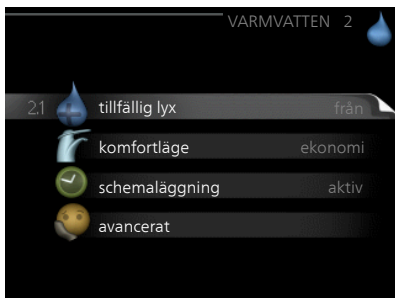 VARMVATTEN 2
2.1 tillfällig lyx från
komfortläge ekonomi
schemaläggning aktiv
avancerat